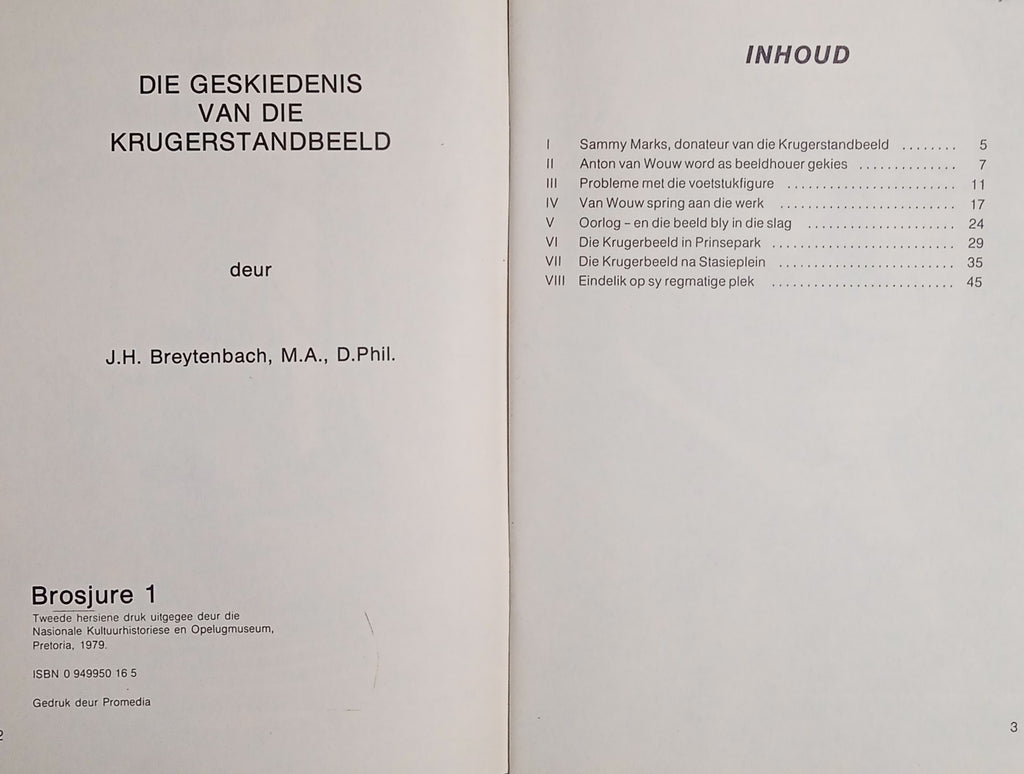 DIE GESKIEDENIS
VAN DIE
KRUGERSTANDBEELD
deur
J.H. Breytenbach, M.A., D.Phil.
Brosjure 1
Tweede hersiene druk uitgegee deur die
Nasionale Kultuurhistoriese en Opelugmuseum,
Pretoria, 1979.
ISBN 0 949950 16 5
Gedruk deur Promedia
2
INHOUD
I Sammy Marks, donateur van die Krugerstandbeeld ........ 5
II Anton van Wouw word as beeldhouer gekies .............. 7
III Probleme met die voetstukfigure ........................ 11
IV Van Wouw spring aan die werk ......................... 17
V Oorlog – en die beeld bly in die slag ..................... 24
VI Die Krugerbeeld in Prinsepark .......................... 29
VII Die Krugerbeeld na Stasieplein ......................... 35
VIII Eindelik op sy regmatige plek .......................... 45
3